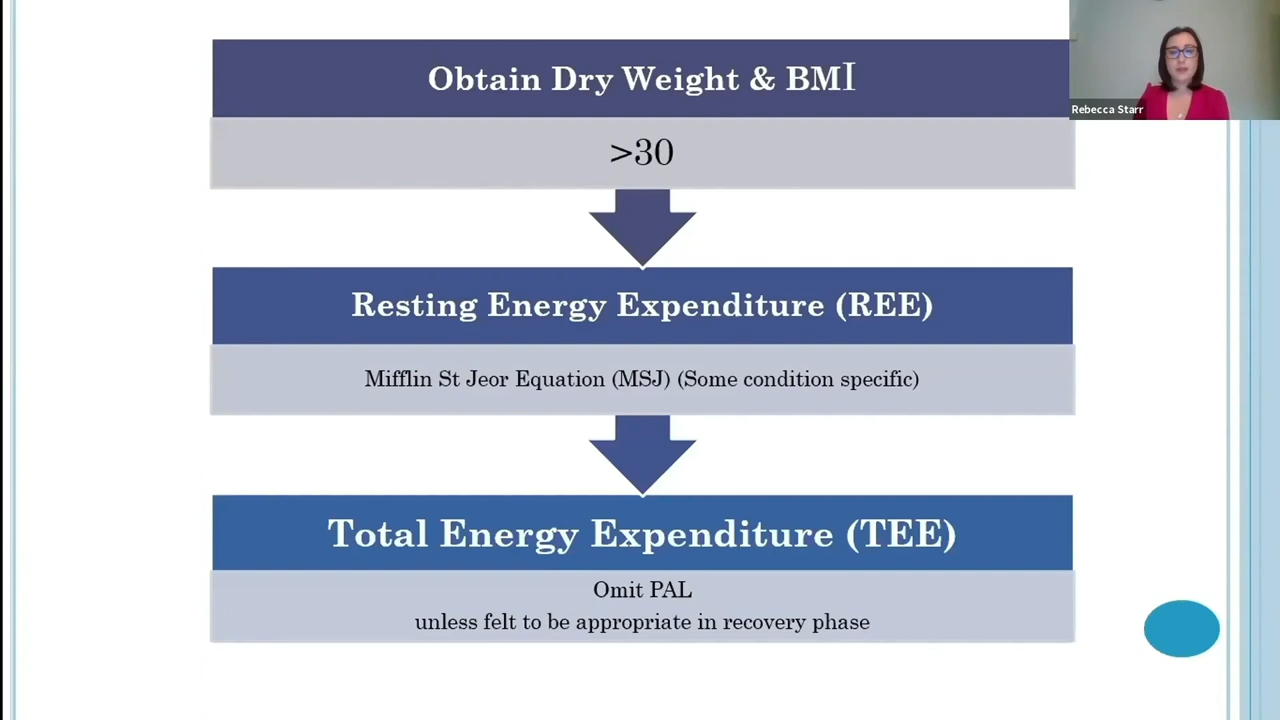 Obtain Dry Weight & BMI
>30
Rebecca Starr
Resting Energy Expenditure (REE)
Mifflin St Jeor Equation (MSJ) (Some condition specific)
Total Energy Expenditure (TEE)
Omit PAL
unless felt to be appropriate in recovery phase